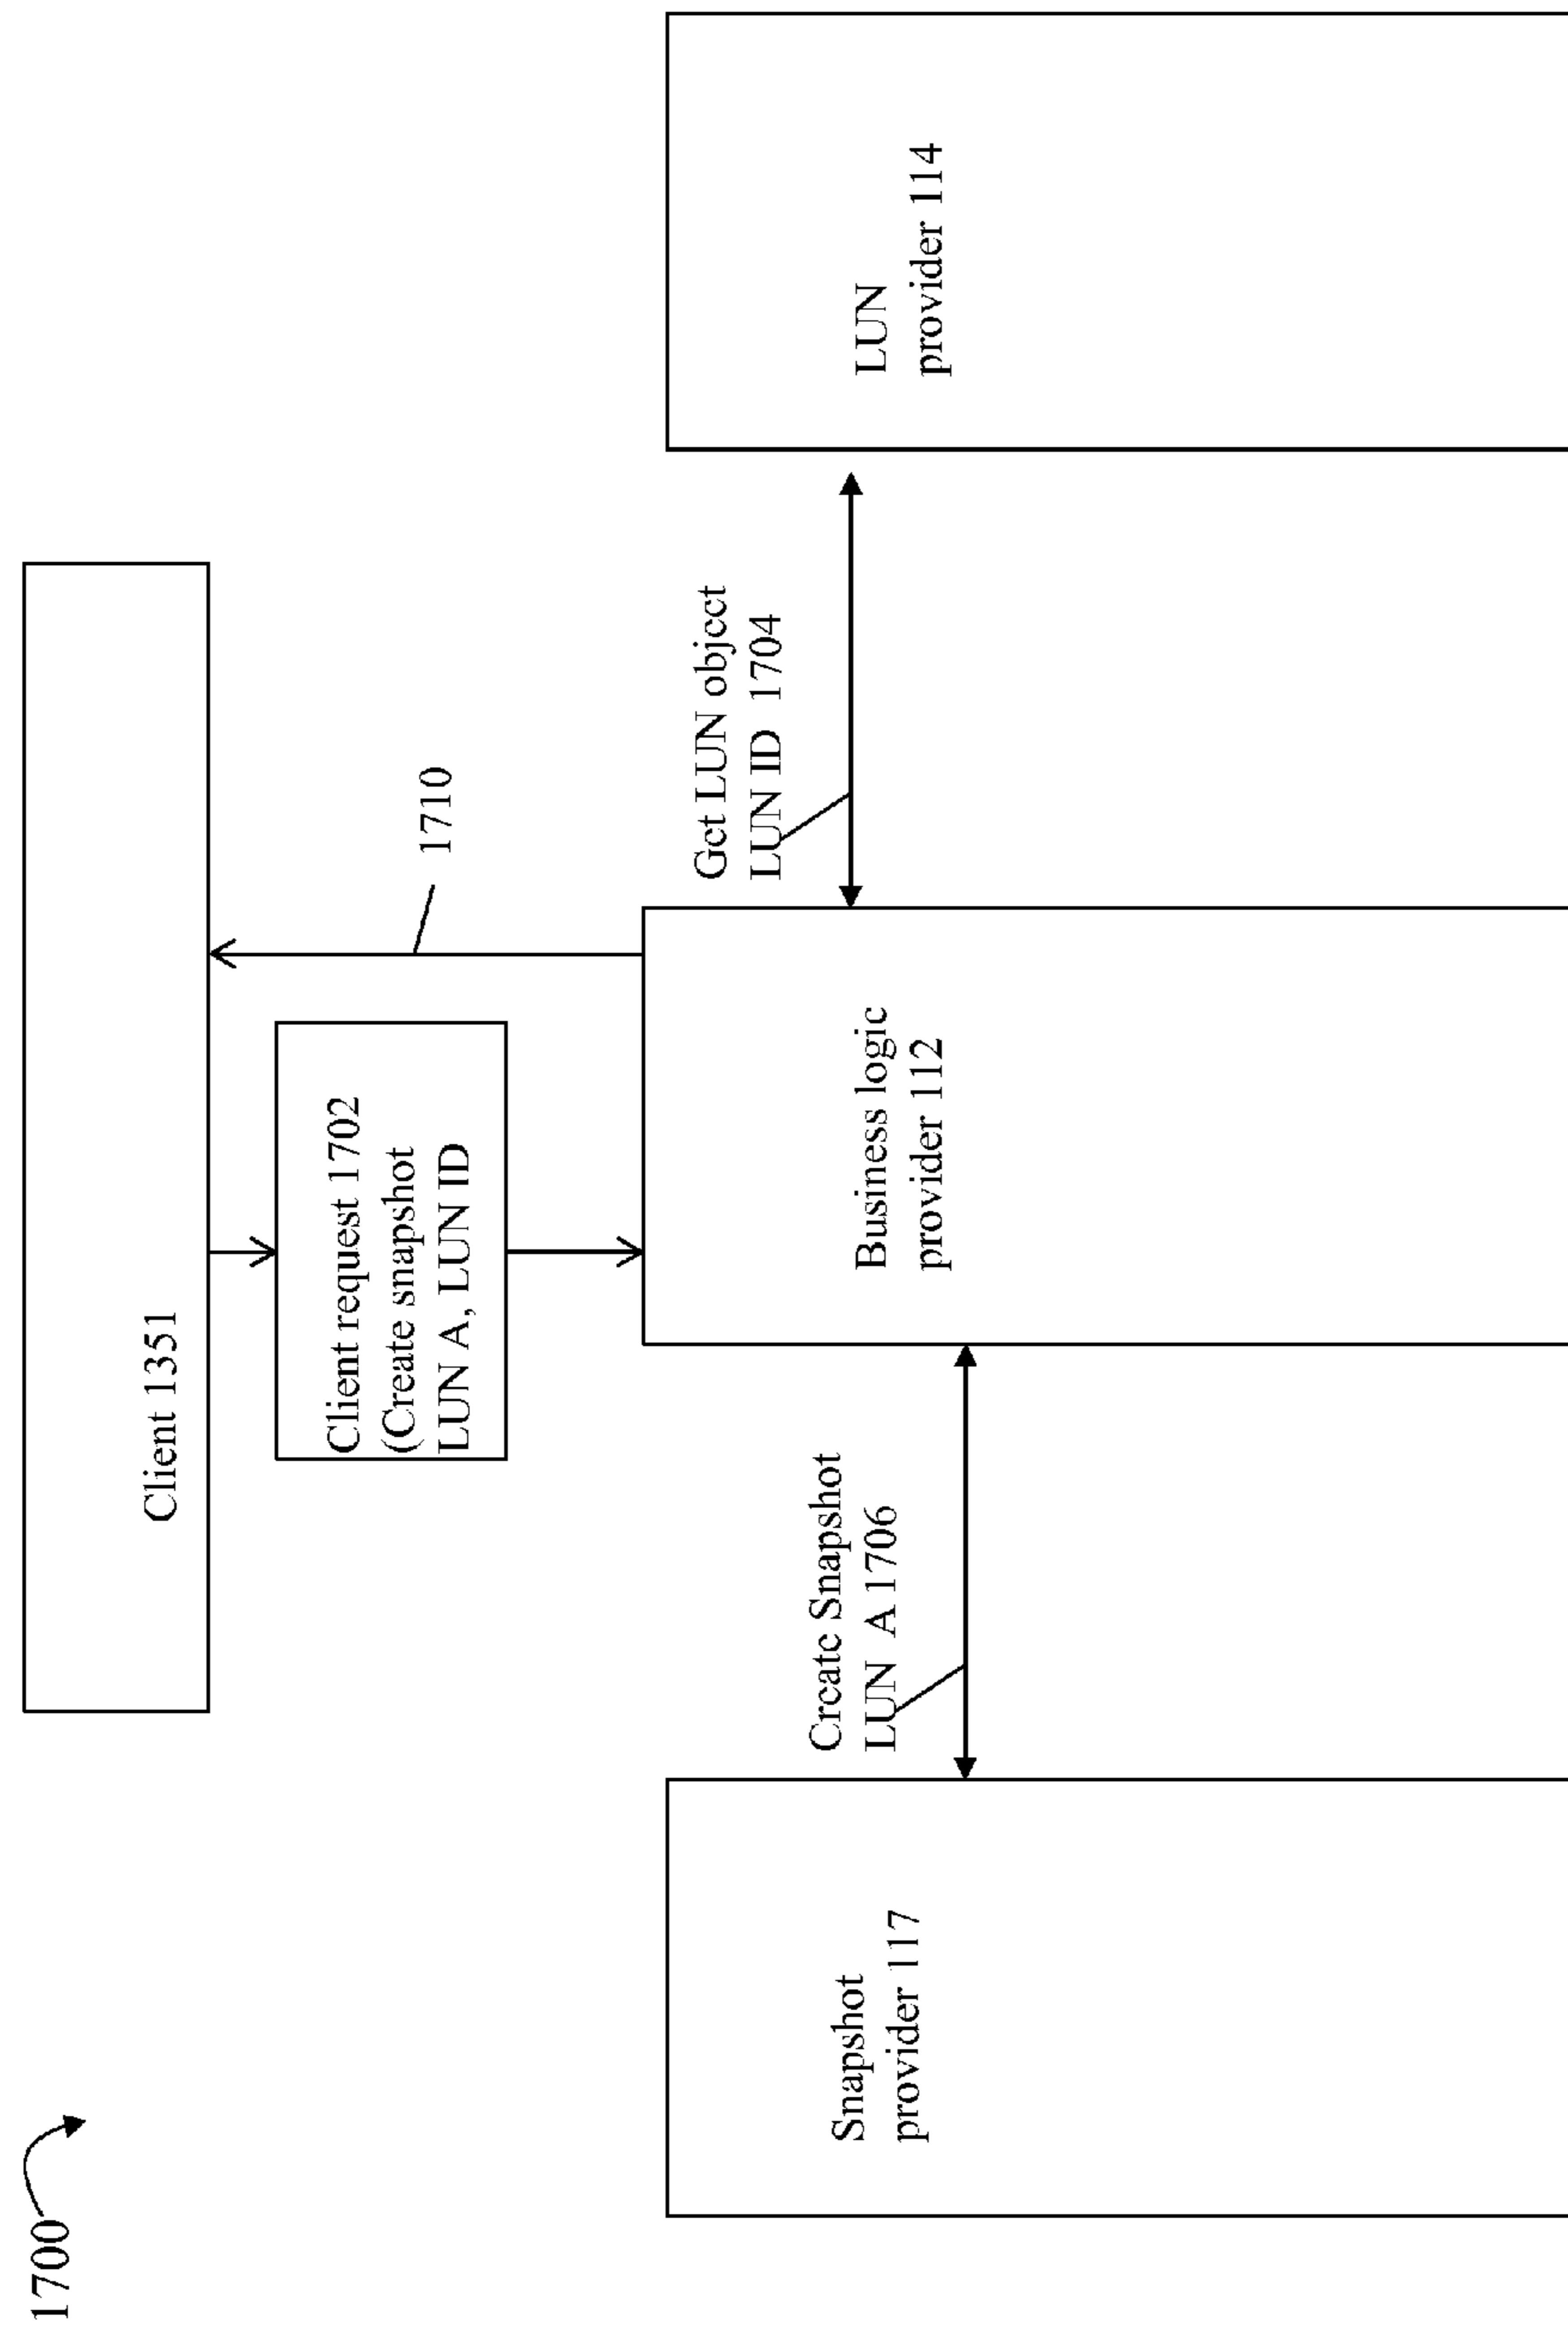 1700
Client 1351
Client request 1702
(Create snapshot
LUN A, LUN ID
1710
Create Snapshot
LUN A 1706
Get LUN object
LUN ID 1704
Snapshot
provider 117
Business logic
provider 112
LUN
provider 114